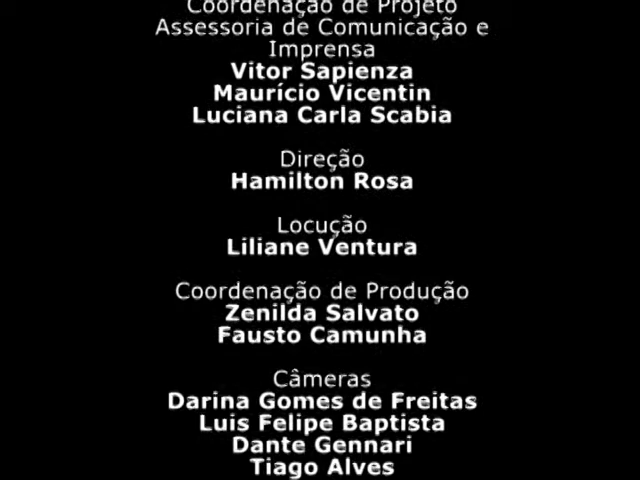 Coordenação de Projeto
Assessoria de Comunicação e
Imprensa
Vitor Sapienza
Maurício Vicentin
Luciana Carla Scabia
Direção
Hamilton Rosa
Locução
Liliane Ventura
Coordenação de Produção
Zenilda Salvato
Fausto Camunha
Câmeras
Darina Gomes de Freitas
Luis Felipe Baptista
Dante Gennari
Tiago Alves